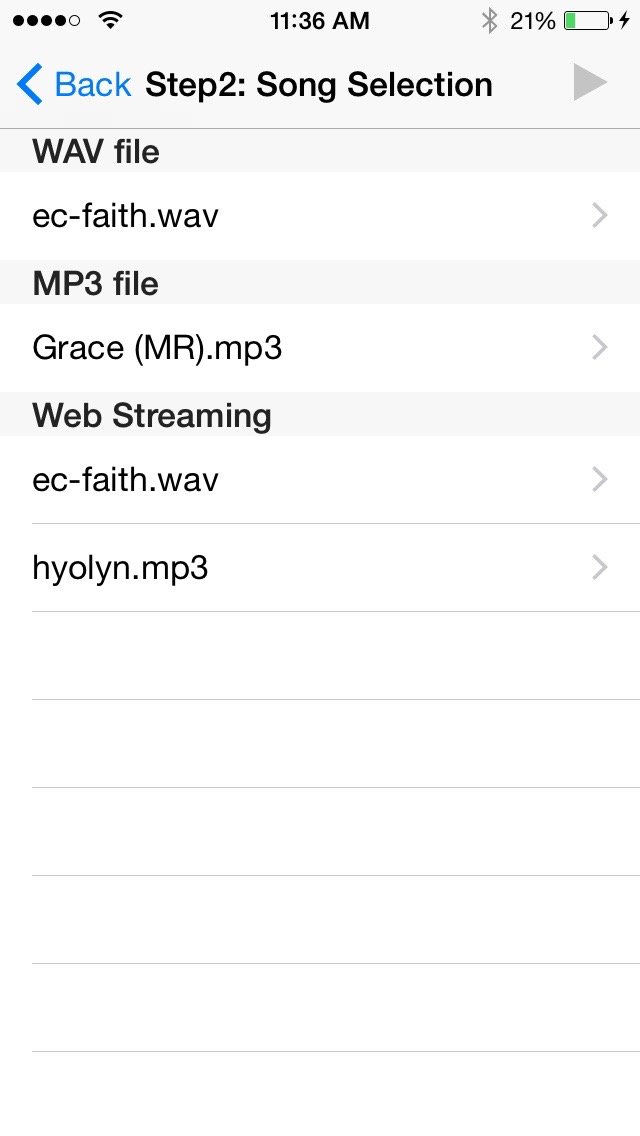 11:36 AM 21%
Back Step2: Song Selection
WAV file
ec-faith.wav
MP3 file
Grace (MR).mp3
Web Streaming
ec-faith.wav
hyolyn.mp3